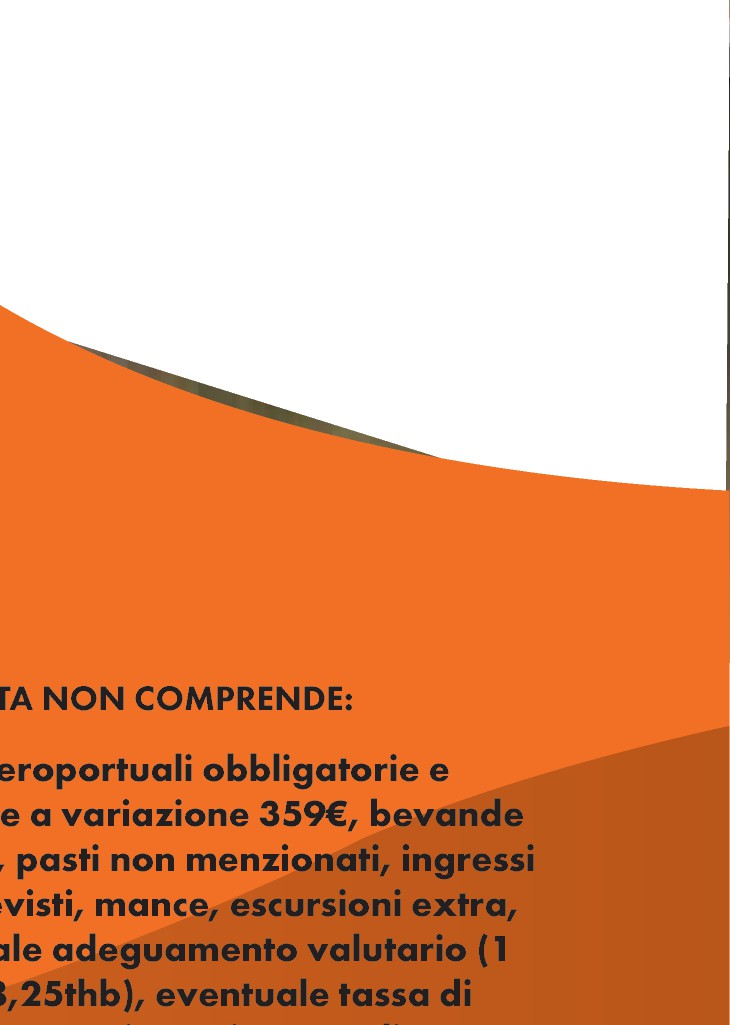 TA NON COMPRENDE:
eroportuali obbligatorie e
e a variazione 359€, bevande
, pasti non menzionati, ingressi
evisti, mance, escursioni extra,
ale adeguamento valutario (1
3,25thb), eventuale tassa di